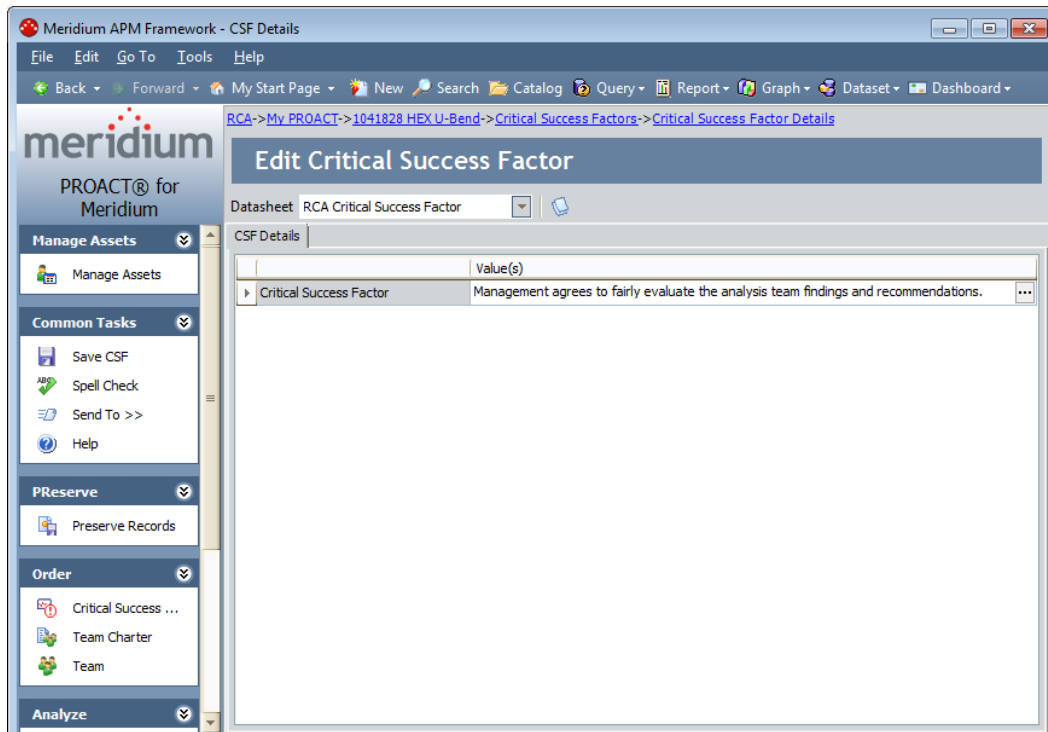 Meridium APM Framework - CSF Details
File Edit Go To Tools Help
Back Forward My Start Page New Search Catalog Query Report Graph Dataset Dashboard
meridium
PROACT® for
Meridium
RCA->My PROACT->1041828 HEX U-Bend->Critical Success Factors->Critical Success Factor Details
Edit Critical Success Factor
Datasheet RCA Critical Success Factor
CSF Details
Value(s)
Critical Success Factor Management agrees to fairly evaluate the analysis team findings and recommendations. ...
Manage Assets
Manage Assets
Common Tasks
Save CSF
ABC
Spell Check
Send To >>
Help
PReserve
Preserve Records
Order
Critical Success ...
Team Charter
Team
Analyze